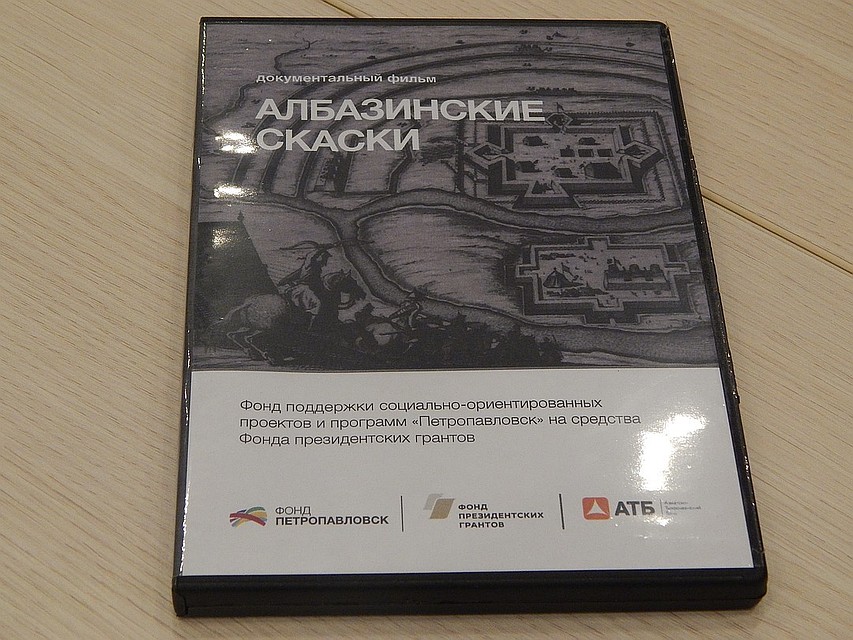 документальный фильм
АЛБАЗИНСКИЕ
СКАСКИ
Фонд поддержки социально-ориентированных
проектов и программ «Петропавловск» на средства
Фонда президентских грантов
ФОНД
ПЕТРОПАВЛОВСК
ФОНД
ПРЕЗИДЕНТСКИХ
ГРАНТОВ
АТБ